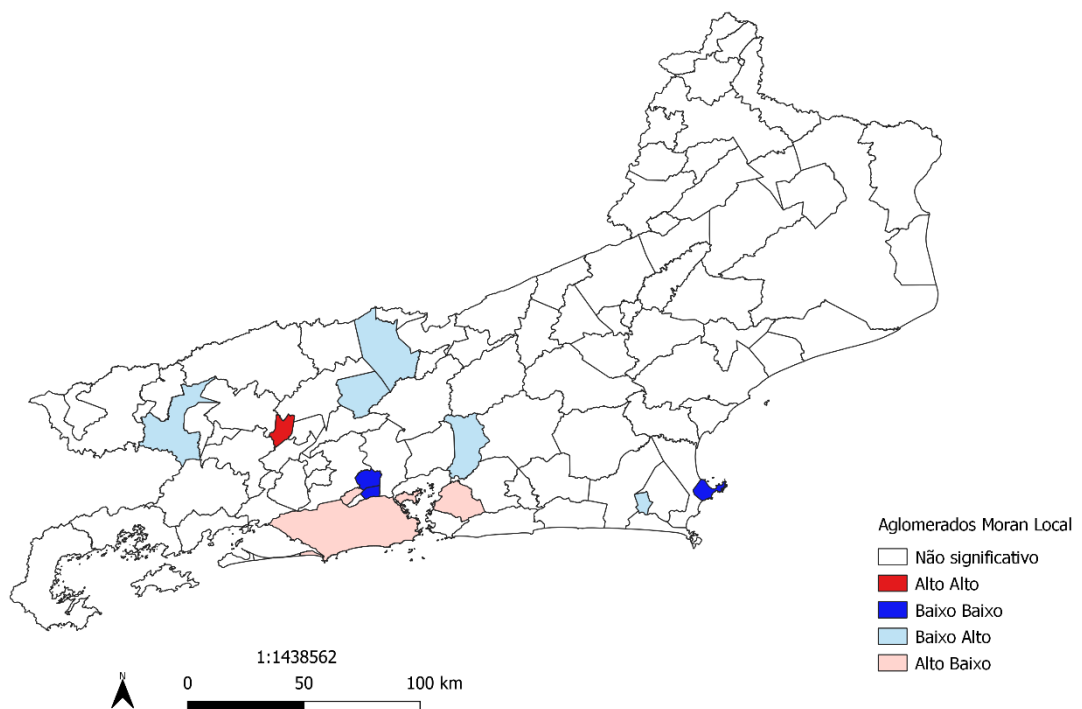 Aglomerados Moran Local
Não significativo
Alto Alto
Baixo Baixo
Baixo Alto
Alto Baixo
1:1438562
N
0 50 100 km